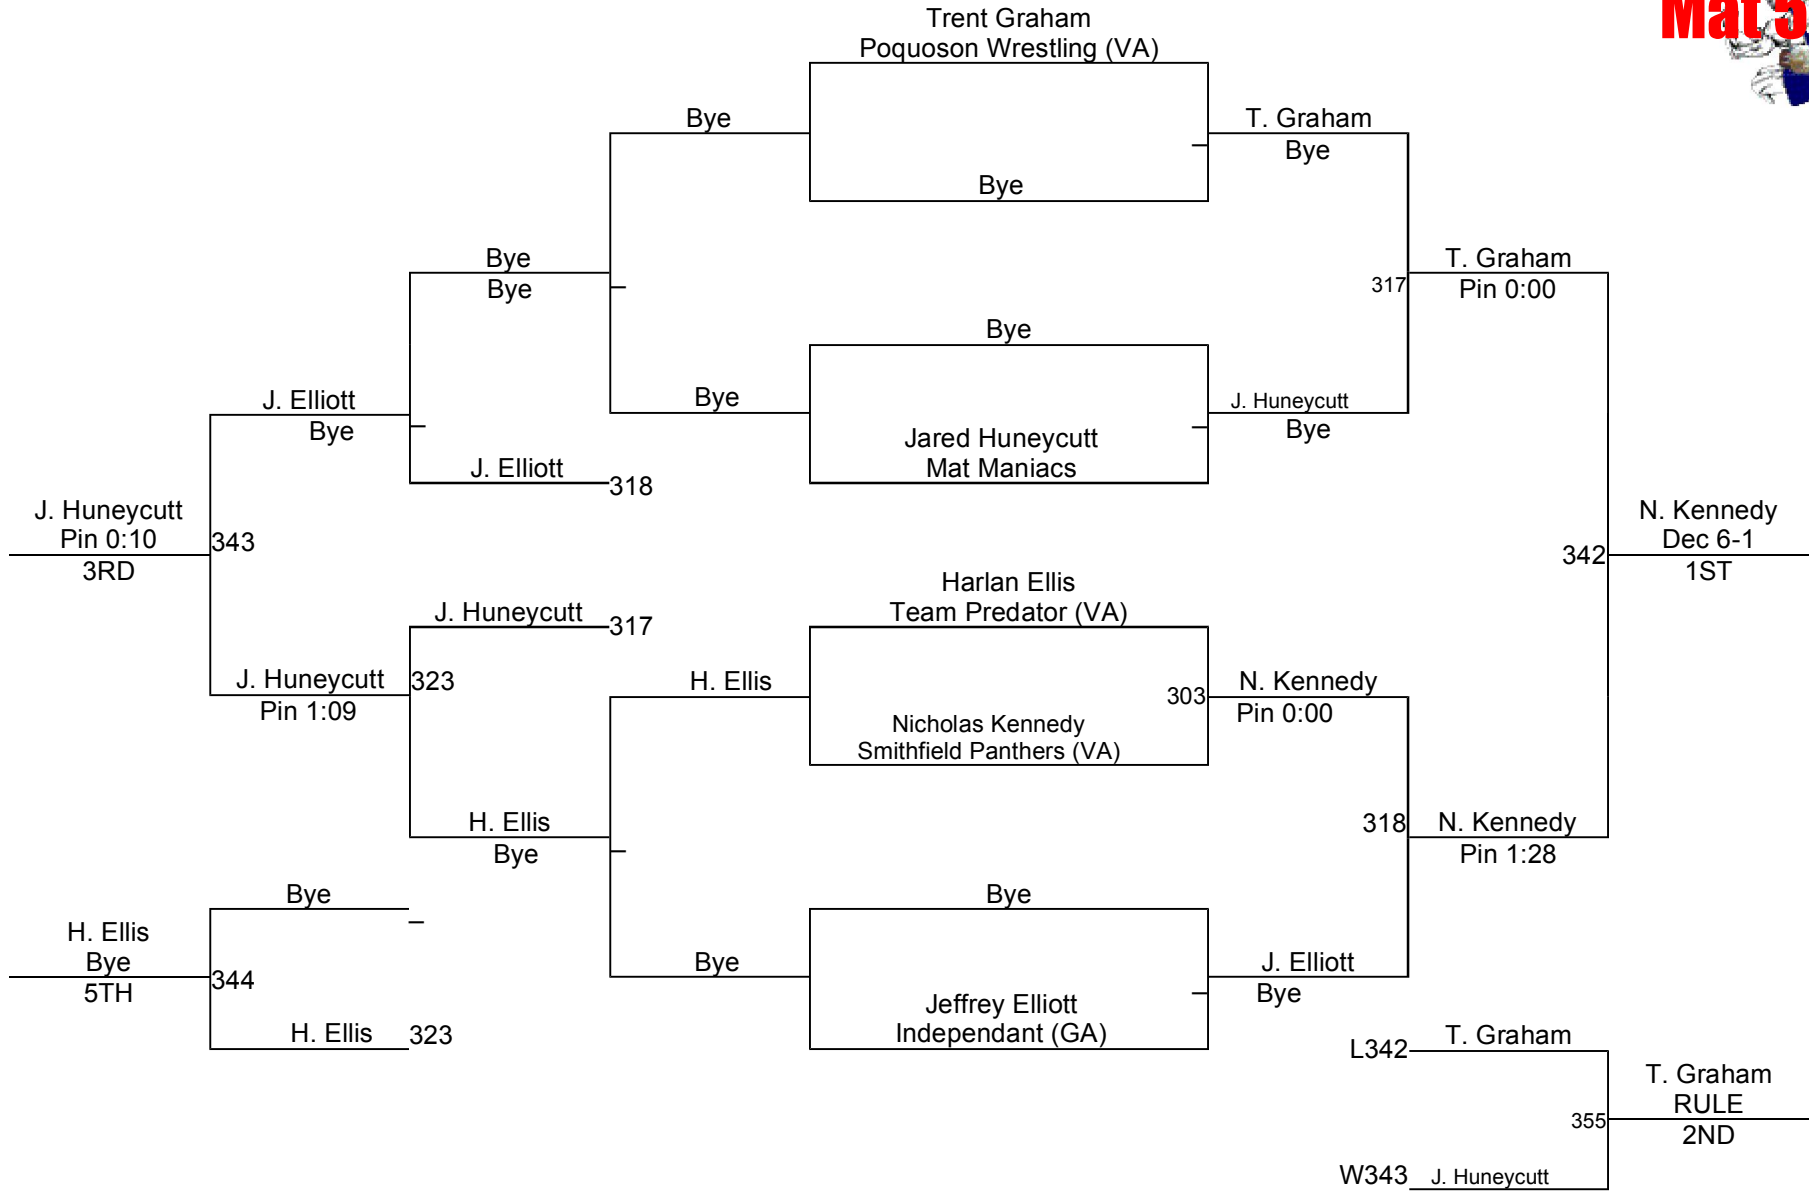 Mat 5
Trent Graham
Poquoson Wrestling (VA)
Bye
T. Graham
Bye
Bye
Bye
Bye
T. Graham
317
Pin 0:00
Bye
J. Elliott
Bye
Bye
J. Huneycutt
Bye
Jared Huneycutt
Mat Maniacs
J. Elliott
318
J. Huneycutt
Pin 0:10
3RD
343
N. Kennedy
342
Dec 6-1
1ST
Harlan Ellis
Team Predator (VA)
J. Huneycutt
317
J. Huneycutt
323
Pin 1:09
H. Ellis
303
N. Kennedy
Pin 0:00
Nicholas Kennedy
Smithfield Panthers (VA)
H. Ellis
Bye
318
N. Kennedy
Pin 1:28
Bye
Bye
H. Ellis
Bye
5TH
344
Bye
J. Elliott
Bye
Jeffrey Elliott
Independant (GA)
H. Ellis
323
L342
T. Graham
T. Graham
355
RULE
2ND
W343
J. Huneycutt